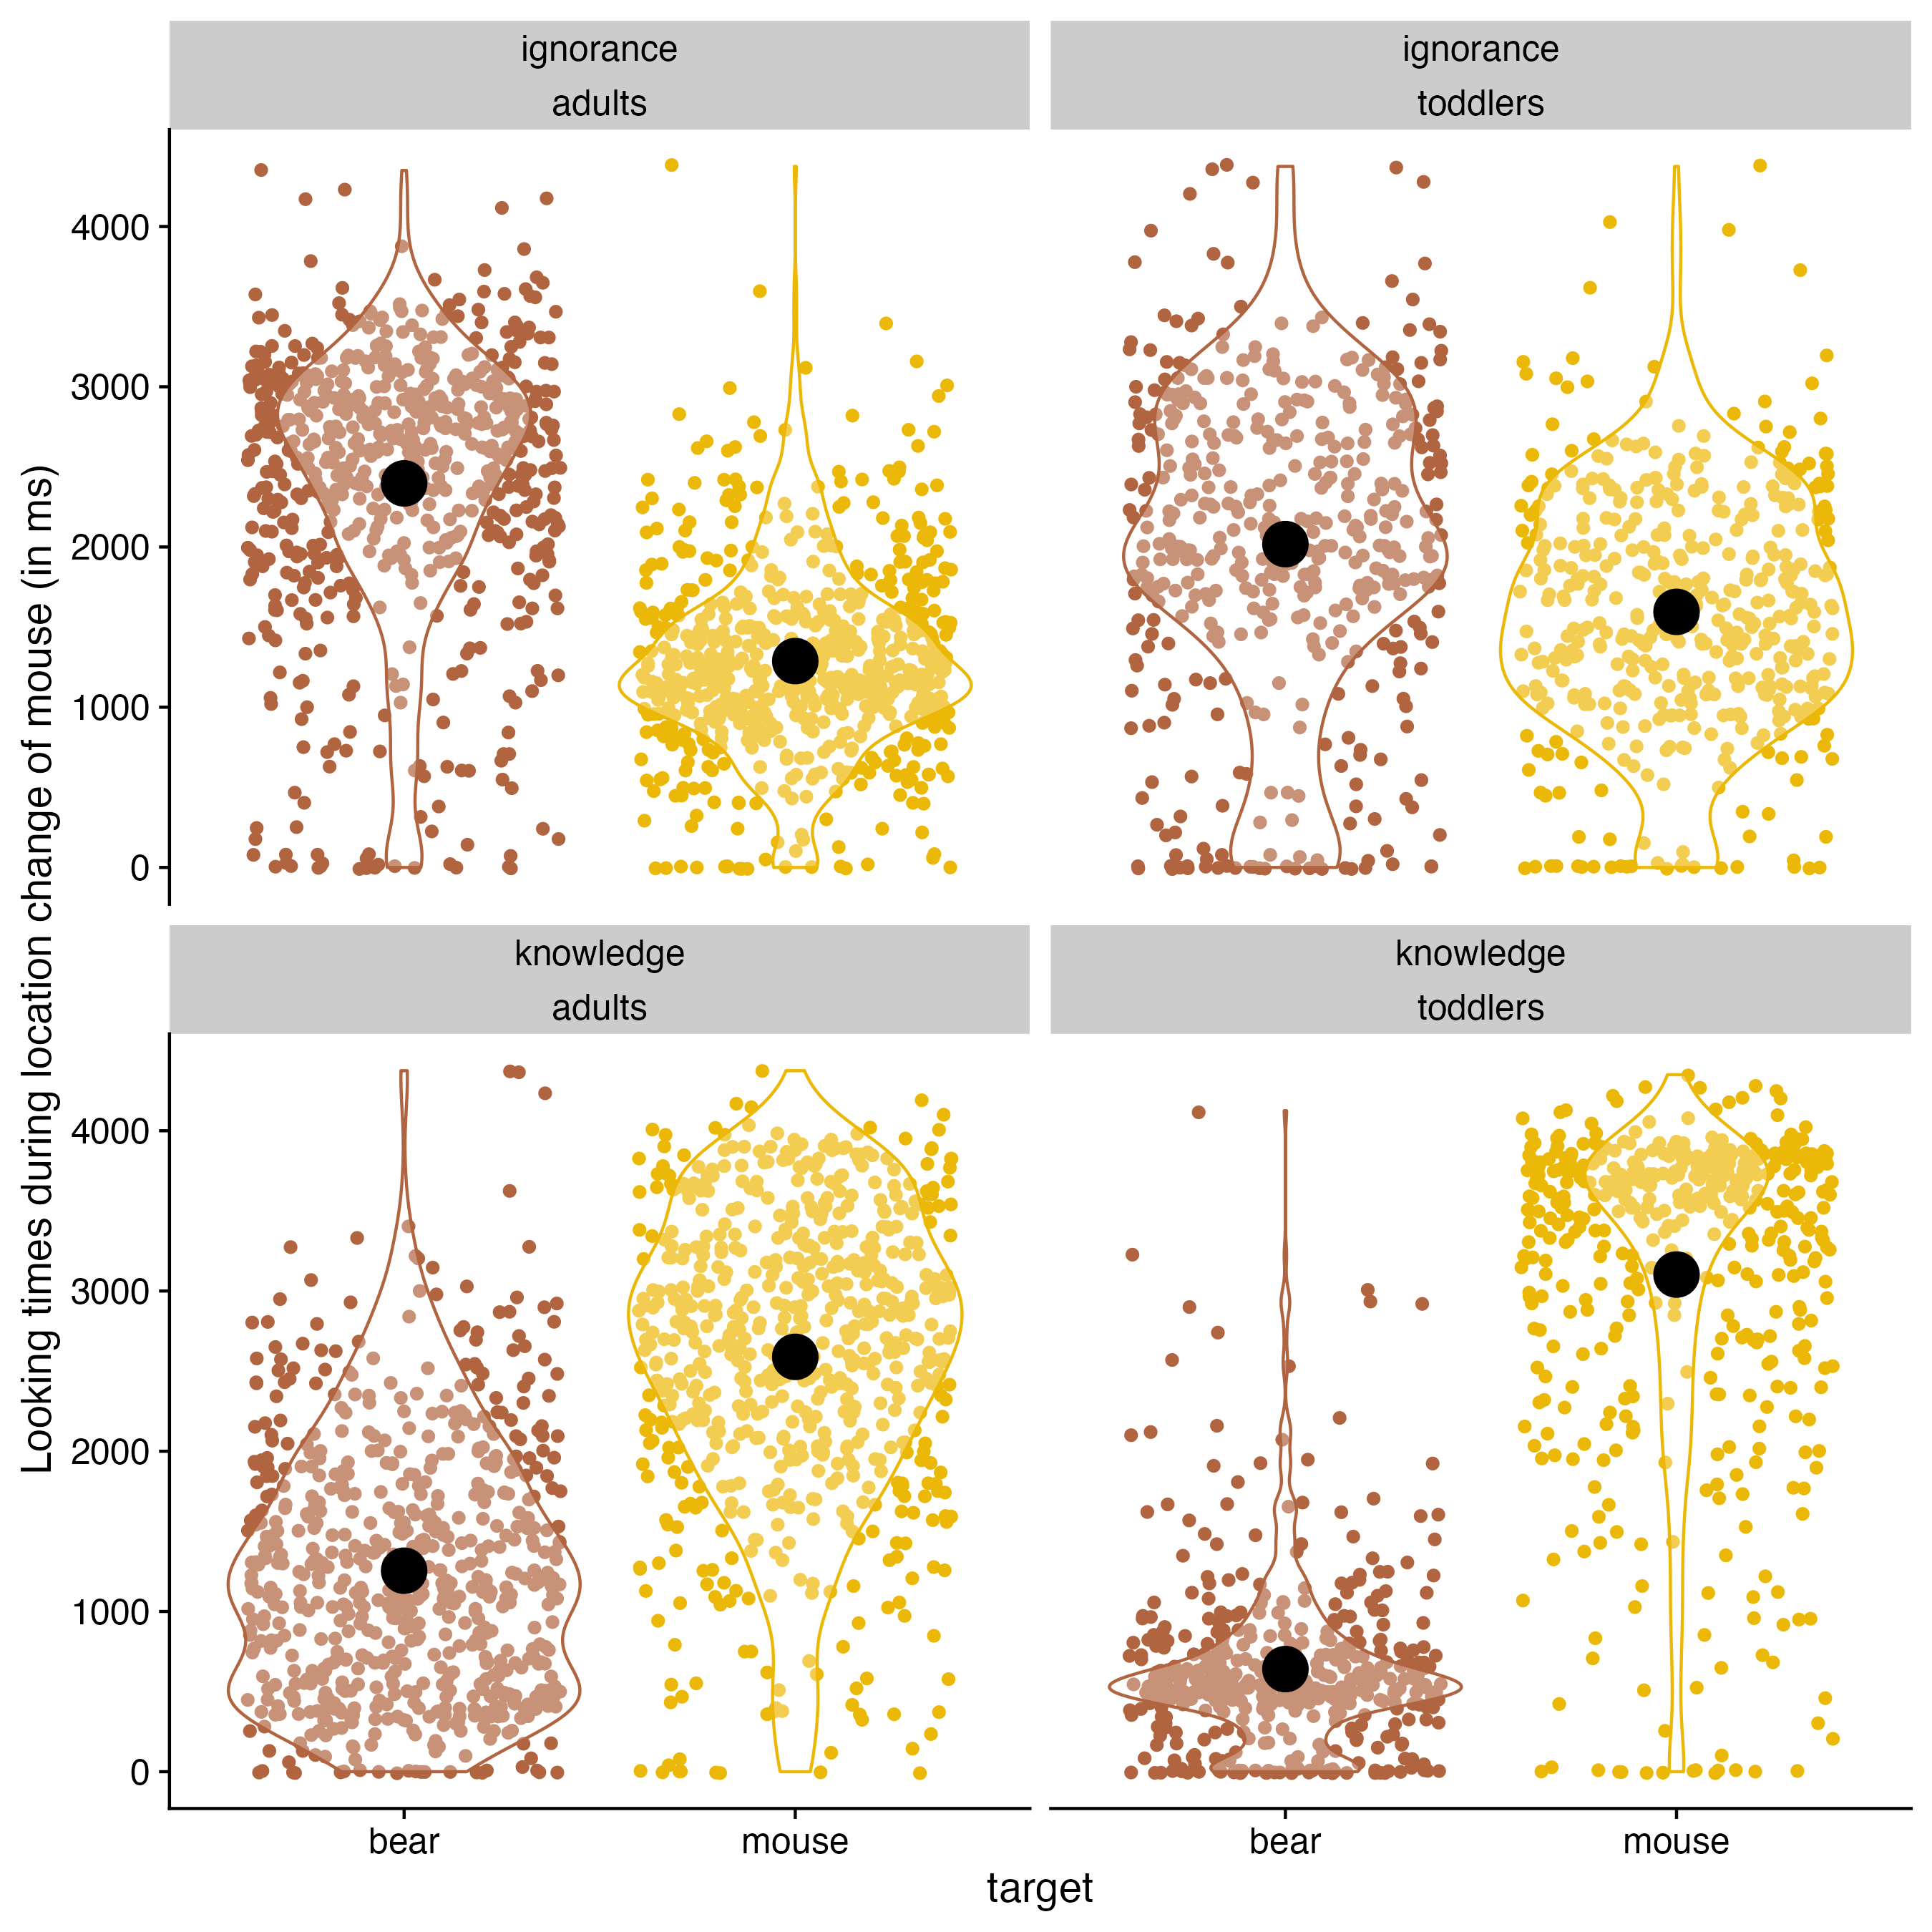 ignorance
adults
ignorance
toddlers
4000
3000
2000
1000
0
knowledge
adults
knowledge
toddlers
4000
3000
2000
1000
0
bear
mouse
bear
mouse
target
Looking times during location change of mouse (in ms)